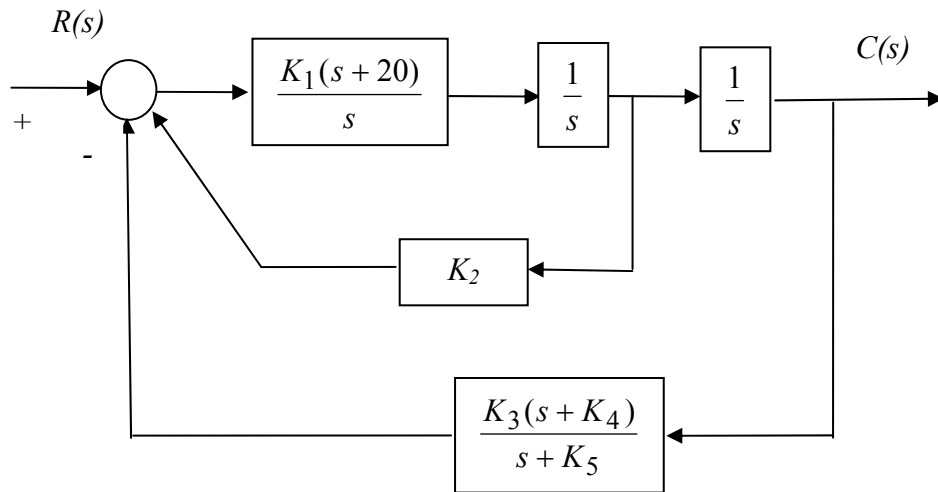 R(s)
C(s)
K₁(s + 20)
s
1
s
1
s
+
-
K₂
K₃(s + K₄)
s + K₅